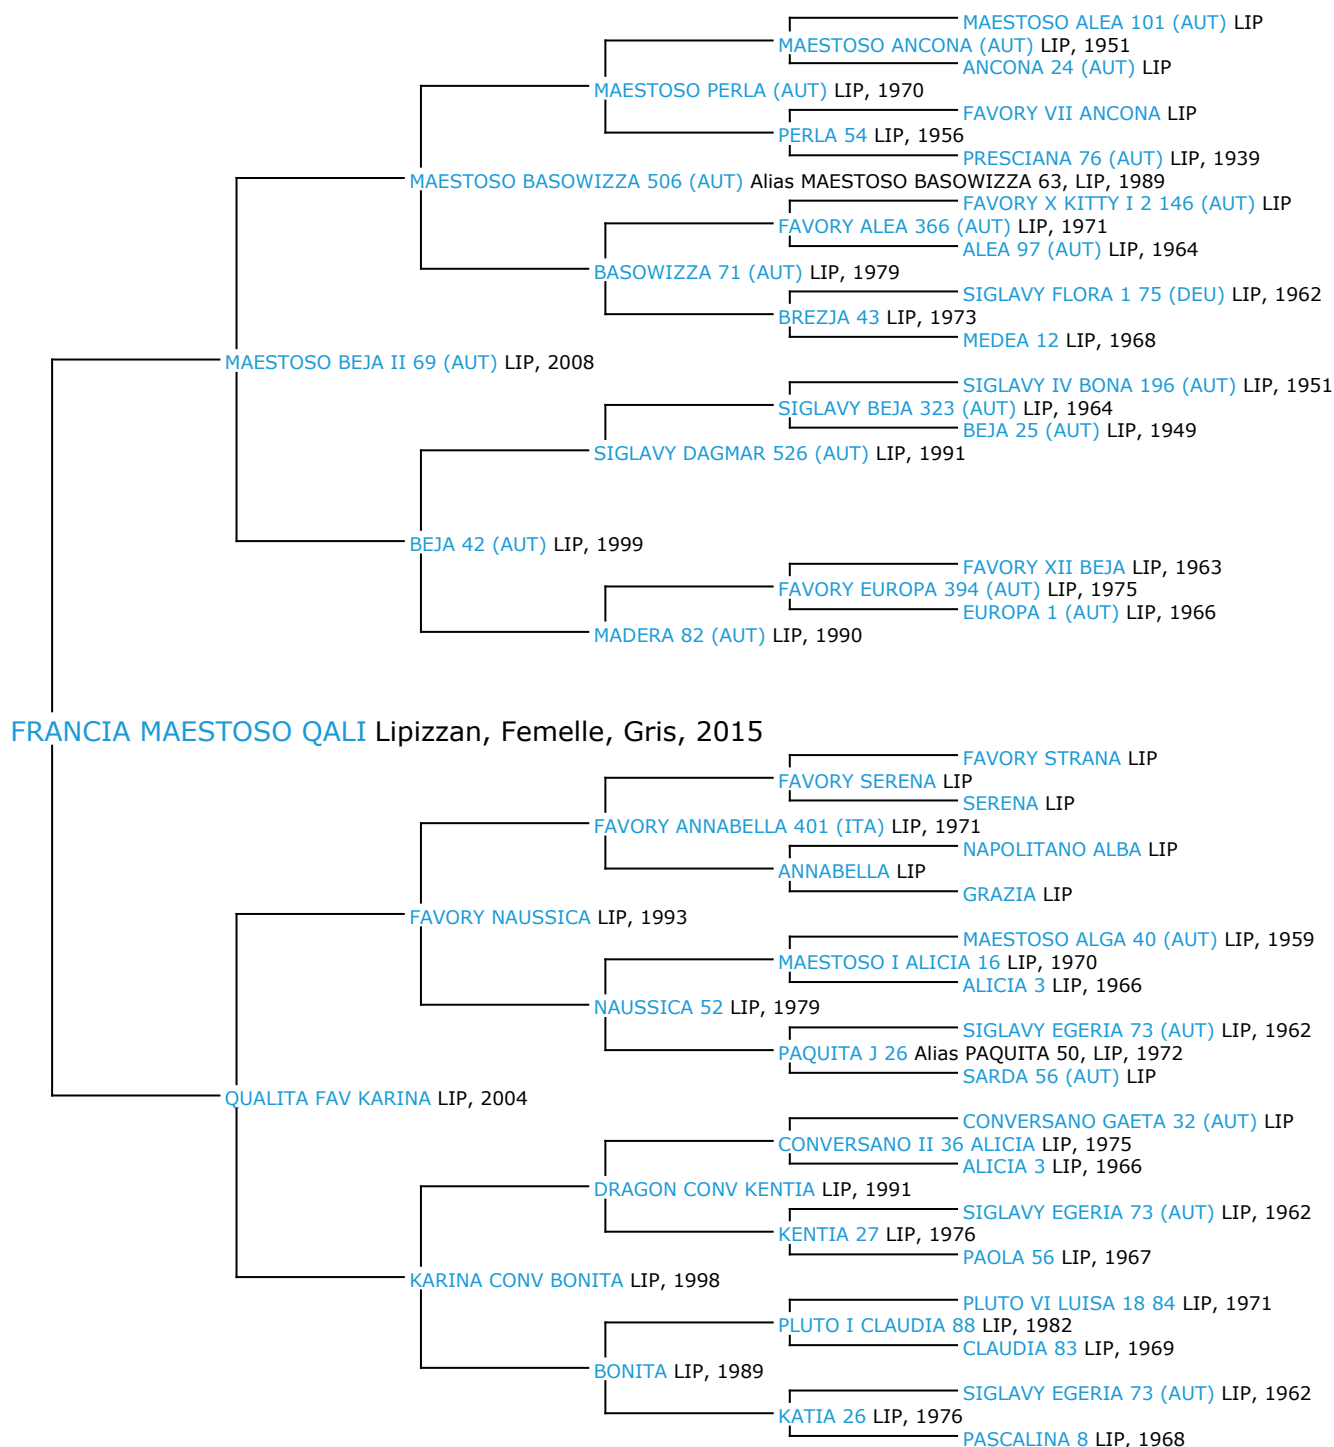 MAESTOSO ALEA 101 (AUT) LIP
MAESTOSO ANCONA (AUT) LIP, 1951
ANCONA 24 (AUT) LIP
MAESTOSO PERLA (AUT) LIP, 1970
FAVORY VII ANCONA LIP
PERLA 54 LIP, 1956
PRESCIANA 76 (AUT) LIP, 1939
MAESTOSO BASOWIZZA 506 (AUT) Alias MAESTOSO BASOWIZZA 63, LIP, 1989
FAVORY X KITTY I 2 146 (AUT) LIP
FAVORY ALEA 366 (AUT) LIP, 1971
ALEA 97 (AUT) LIP, 1964
BASOWIZZA 71 (AUT) LIP, 1979
SIGLAVY FLORA 1 75 (DEU) LIP, 1962
BREZJA 43 LIP, 1973
MEDEA 12 LIP, 1968
MAESTOSO BEJA II 69 (AUT) LIP, 2008
SIGLAVY IV BONA 196 (AUT) LIP, 1951
SIGLAVY BEJA 323 (AUT) LIP, 1964
BEJA 25 (AUT) LIP, 1949
SIGLAVY DAGMAR 526 (AUT) LIP, 1991
BEJA 42 (AUT) LIP, 1999
FAVORY XII BEJA LIP, 1963
FAVORY EUROPA 394 (AUT) LIP, 1975
EUROPA 1 (AUT) LIP, 1966
MADERA 82 (AUT) LIP, 1990
FRANCIA MAESTOSO QALI Lipizzan, Femelle, Gris, 2015
FAVORY STRANA LIP
FAVORY SERENA LIP
SERENA LIP
FAVORY ANNABELLA 401 (ITA) LIP, 1971
NAPOLITANO ALBA LIP
ANNABELLA LIP
GRAZIA LIP
FAVORY NAUSSICA LIP, 1993
MAESTOSO ALGA 40 (AUT) LIP, 1959
MAESTOSO I ALICIA 16 LIP, 1970
ALICIA 3 LIP, 1966
NAUSSICA 52 LIP, 1979
SIGLAVY EGERIA 73 (AUT) LIP, 1962
PAQUITA J 26 Alias PAQUITA 50, LIP, 1972
SARDA 56 (AUT) LIP
QUALITA FAV KARINA LIP, 2004
CONVERSANO GAETA 32 (AUT) LIP
CONVERSANO II 36 ALICIA LIP, 1975
ALICIA 3 LIP, 1966
DRAGON CONV KENTIA LIP, 1991
SIGLAVY EGERIA 73 (AUT) LIP, 1962
KENTIA 27 LIP, 1976
PAOLA 56 LIP, 1967
KARINA CONV BONITA LIP, 1998
PLUTO VI LUISA 18 84 LIP, 1971
PLUTO I CLAUDIA 88 LIP, 1982
CLAUDIA 83 LIP, 1969
BONITA LIP, 1989
SIGLAVY EGERIA 73 (AUT) LIP, 1962
KATIA 26 LIP, 1976
PASCALINA 8 LIP, 1968